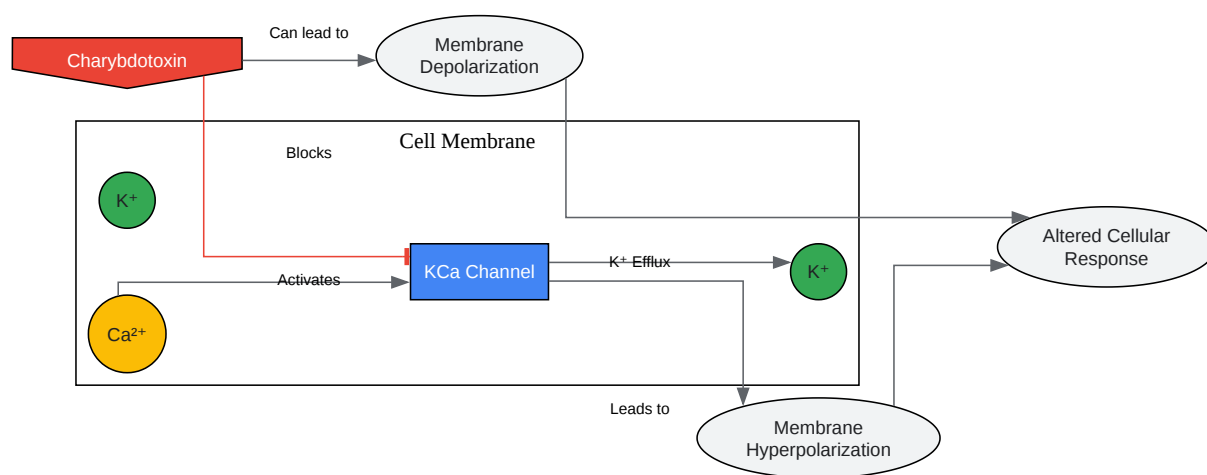 Charybdotoxin
Can lead to
Membrane
Depolarization
Cell Membrane
Blocks
K⁺
KCa Channel
Activates
K⁺ Efflux
K⁺
Ca²⁺
Altered Cellular
Response
Leads to
Membrane
Hyperpolarization